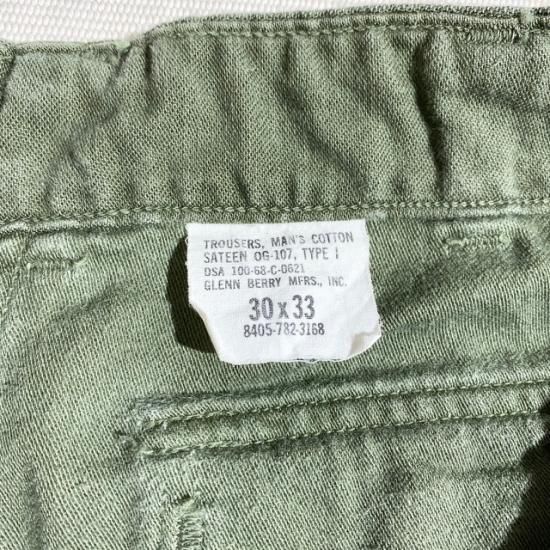 TROUSERS, MAN'S COTTON
SATEEN OG-107, TYPE I
DSA 100-68-C-0621
GLENN BERRY MFRS., INC.
30 x 33
8405-782-3168